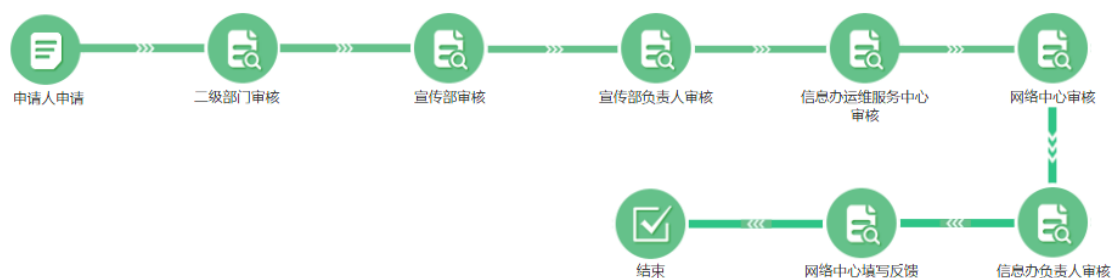 申请人申请
二级部门审核
宣传部审核
宣传部负责人审核
信息办运维服务中心
审核
网络中心审核
结束
网络中心填写反馈
信息办负责人审核